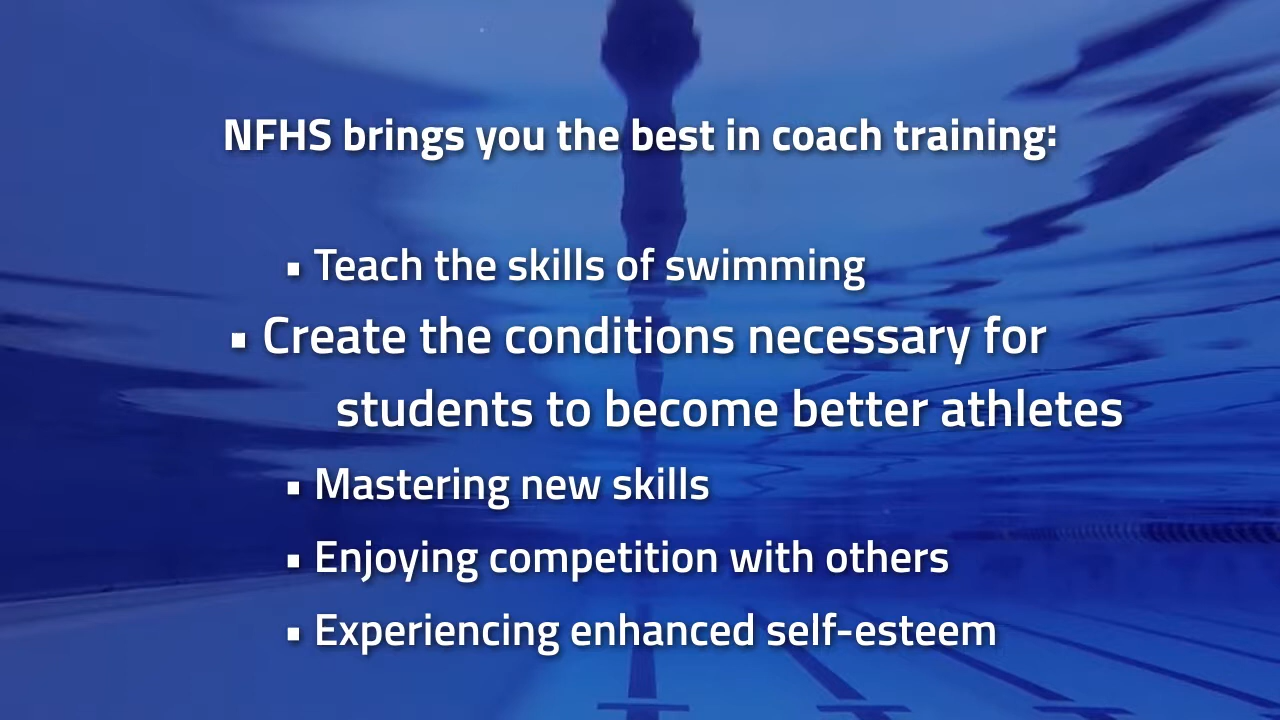 NFHS brings you the best in coach training:
▪ Teach the skills of swimming
▪ Create the conditions necessary for
students to become better athletes
▪ Mastering new skills
▪ Enjoying competition with others
▪ Experiencing enhanced self-esteem